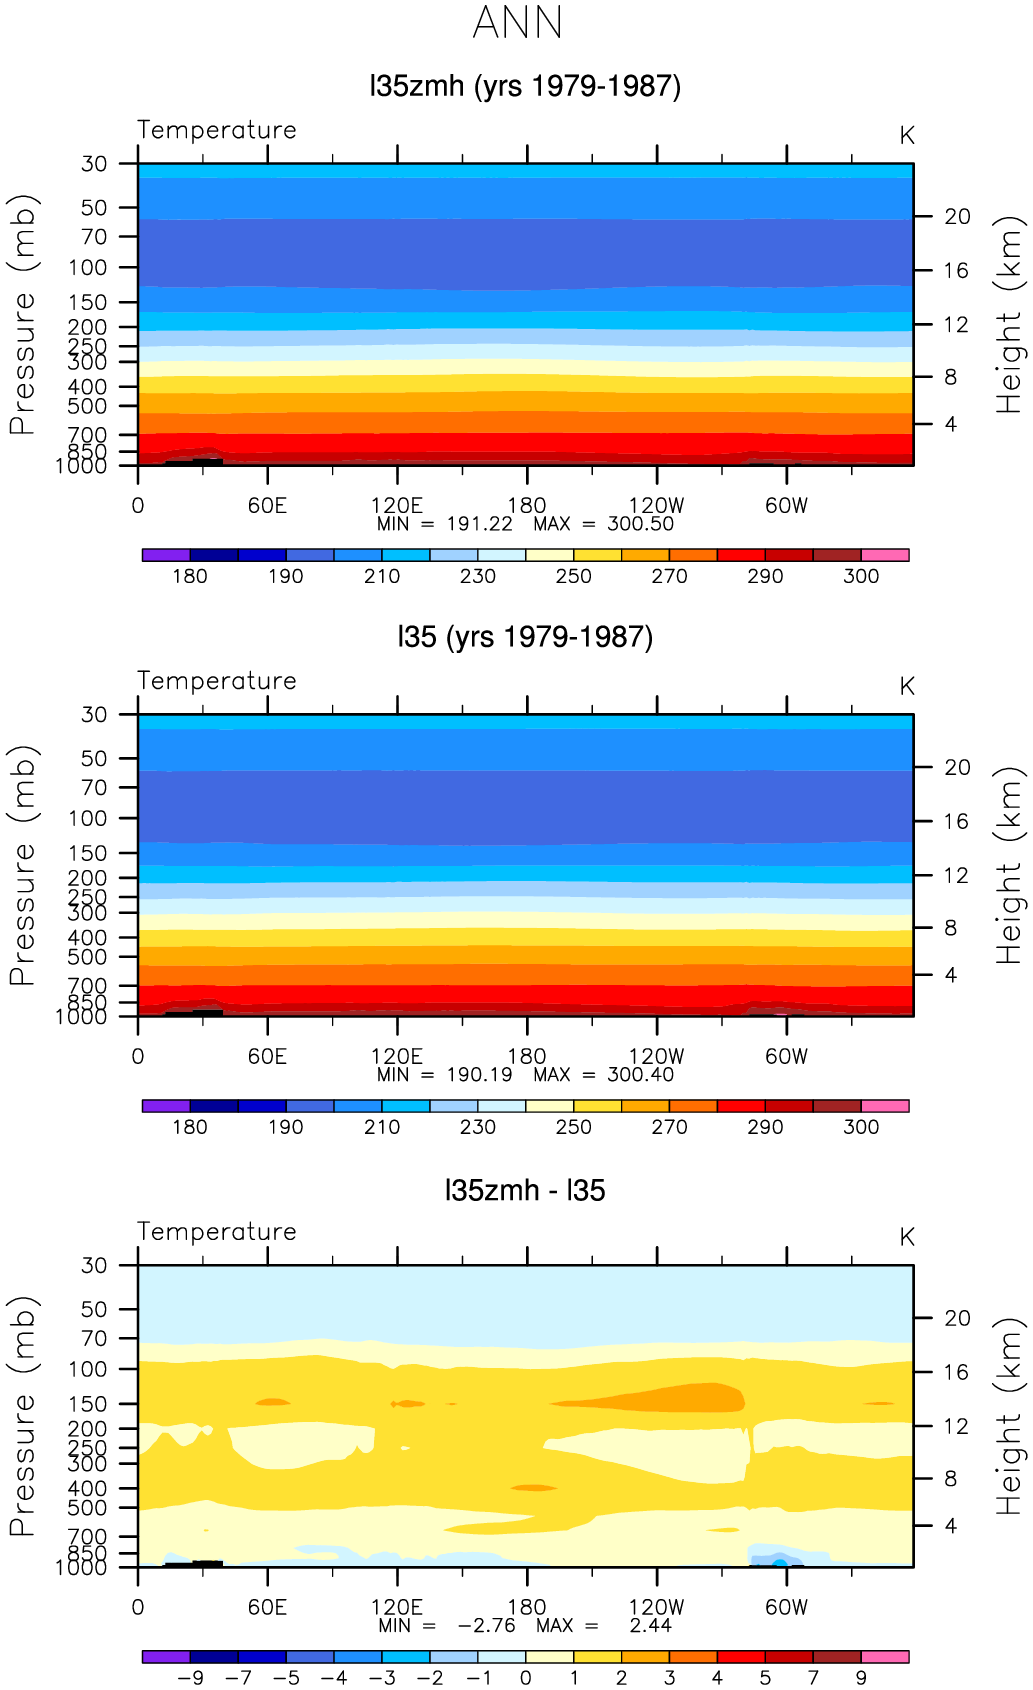 ANN
l35zmh (yrs 1979-1987)
Temperature K
30
50
70
100
150
200
250
300
400
500
700
850
1000
Pressure (mb)
20
16
12
8
4
Height (km)
0 60E 120E 180 120W 60W
MIN = 191.22 MAX = 300.50
180 190 210 230 250 270 290 300
l35 (yrs 1979-1987)
Temperature K
30
50
70
100
150
200
250
300
400
500
700
850
1000
Pressure (mb)
20
16
12
8
4
Height (km)
0 60E 120E 180 120W 60W
MIN = 190.19 MAX = 300.40
180 190 210 230 250 270 290 300
l35zmh - l35
Temperature K
30
50
70
100
150
200
250
300
400
500
700
850
1000
Pressure (mb)
20
16
12
8
4
Height (km)
0 60E 120E 180 120W 60W
MIN = -2.76 MAX = 2.44
-9 -7 -5 -4 -3 -2 -1 0 1 2 3 4 5 7 9